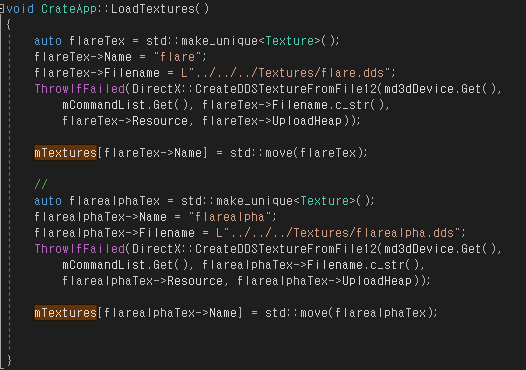 void CrateApp::LoadTextures()
{
auto flareTex = std::make_unique<Texture>();
flareTex->Name = "flare";
flareTex->Filename = L"../../../Textures/flare.dds";
ThrowIfFailed(DirectX::CreateDDSTextureFromFile12(md3dDevice.Get(),
mCommandList.Get(), flareTex->Filename.c_str(),
flareTex->Resource, flareTex->UploadHeap));
mTextures[flareTex->Name] = std::move(flareTex);
//
auto flarealphaTex = std::make_unique<Texture>();
flarealphaTex->Name = "flarealpha";
flarealphaTex->Filename = L"../../../Textures/flarealpha.dds";
ThrowIfFailed(DirectX::CreateDDSTextureFromFile12(md3dDevice.Get(),
mCommandList.Get(), flarealphaTex->Filename.c_str(),
flarealphaTex->Resource, flarealphaTex->UploadHeap));
mTextures[flarealphaTex->Name] = std::move(flarealphaTex);
}